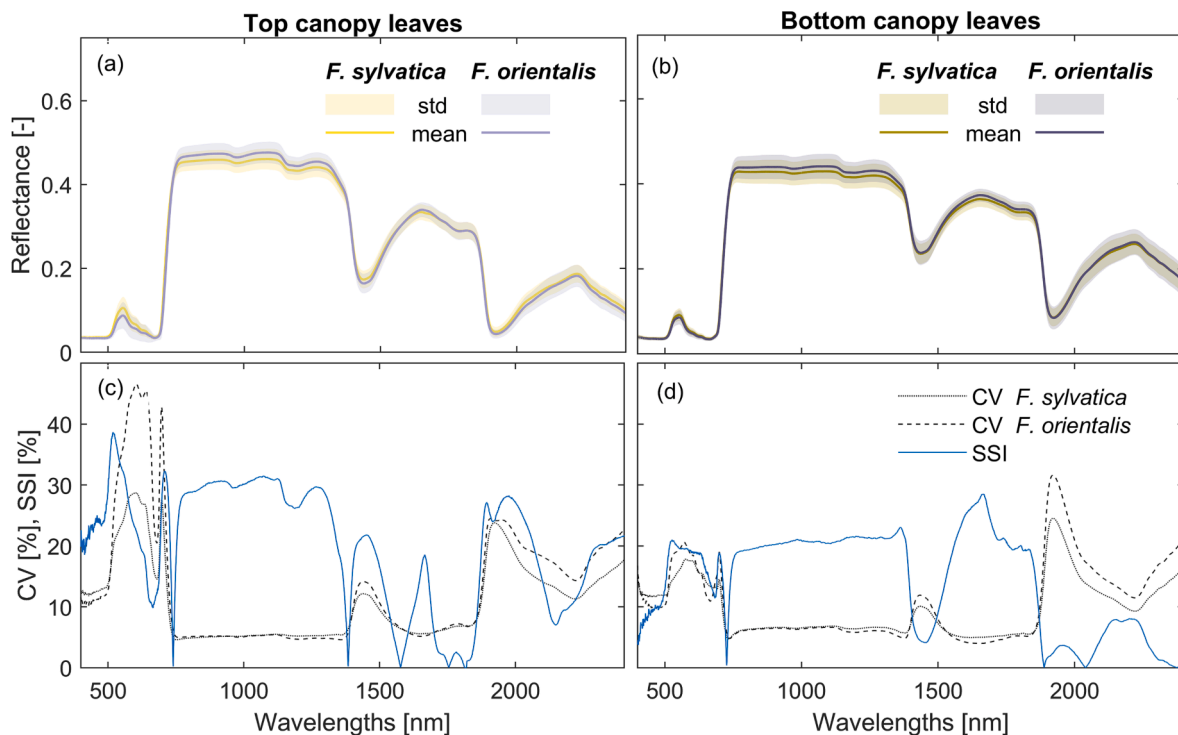 Top canopy leaves
Bottom canopy leaves
(a)
F. sylvatica F. orientalis
std
mean
(b)
F. sylvatica F. orientalis
std
mean
Reflectance [-]
0.6
0.4
0.2
0
(c)
(d)
CV F. sylvatica
CV F. orientalis
SSI
CV [%], SSI [%]
40
30
20
10
0
500 1000 1500 2000
500 1000 1500 2000
Wavelengths [nm]
Wavelengths [nm]